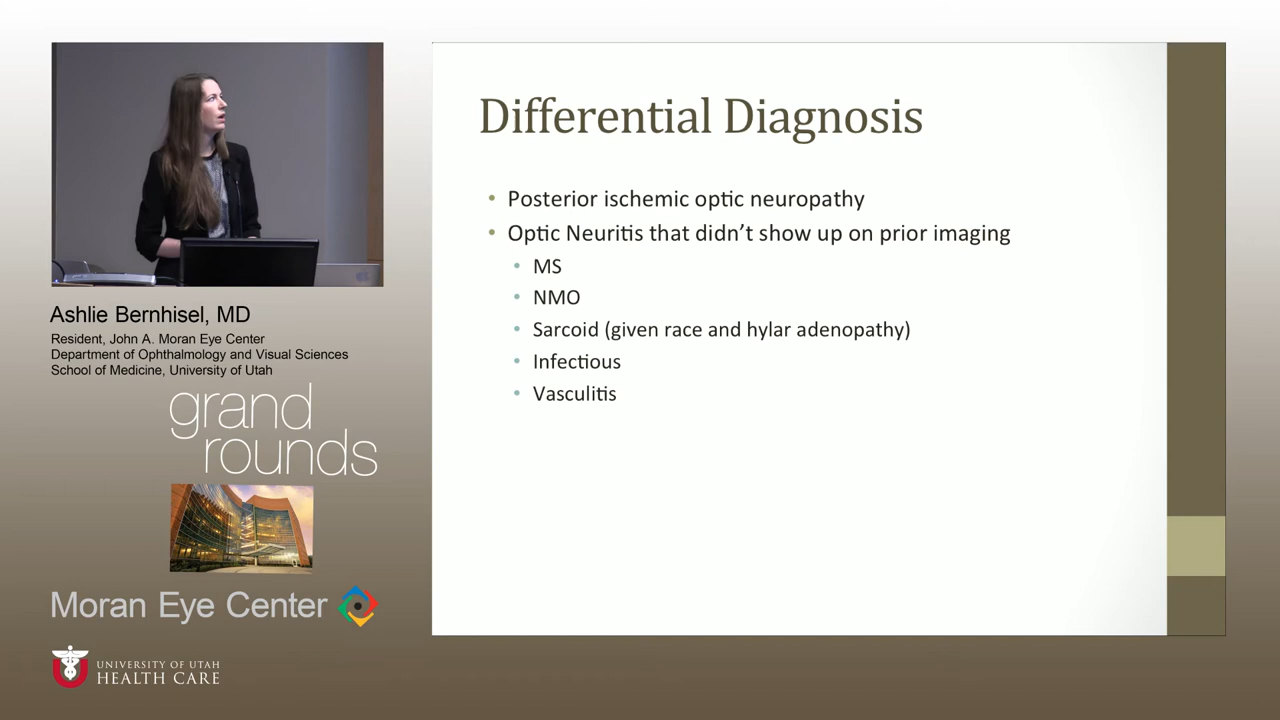 Differential Diagnosis
• Posterior ischemic optic neuropathy
• Optic Neuritis that didn’t show up on prior imaging
• MS
• NMO
• Sarcoid (given race and hylar adenopathy)
• Infectious
• Vasculitis
Ashlie Bernhisel, MD
Resident, John A. Moran Eye Center
Department of Ophthalmology and Visual Sciences
School of Medicine, University of Utah
grand
rounds
Moran Eye Center
UNIVERSITY OF UTAH
HEALTH CARE